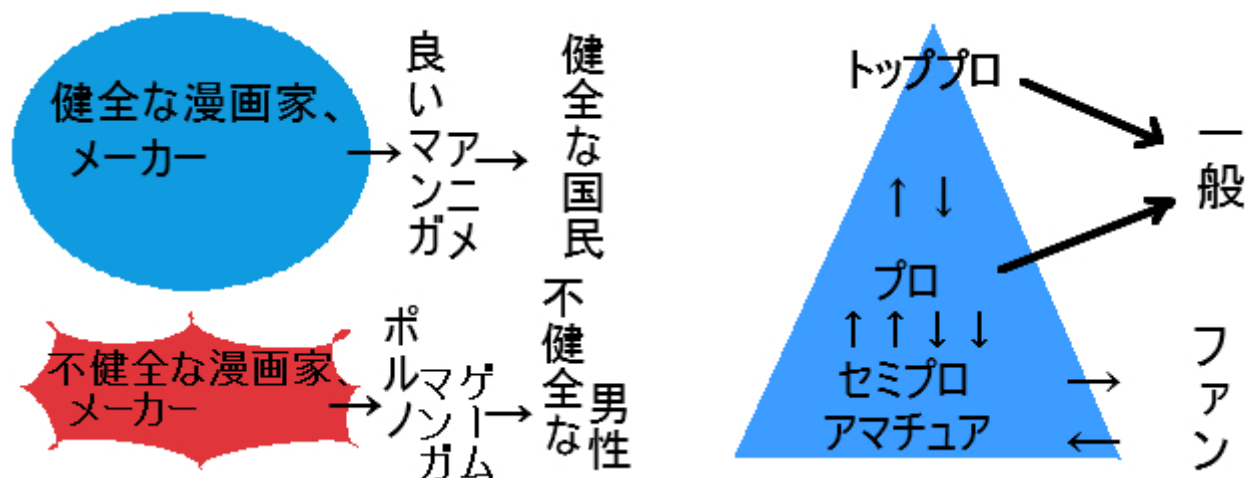 健全な漫画家、
メーカー
→
良い
マンガ
アニメ
→
健全な国民
不健全な漫画家、
メーカー
→
ポルノ
マンガ
ゲーム
→
不健全な
男性
トッププロ
↑ ↓
プロ
↑ ↑ ↓ ↓
セミプロ
アマチュア
→
←
一般
ファン